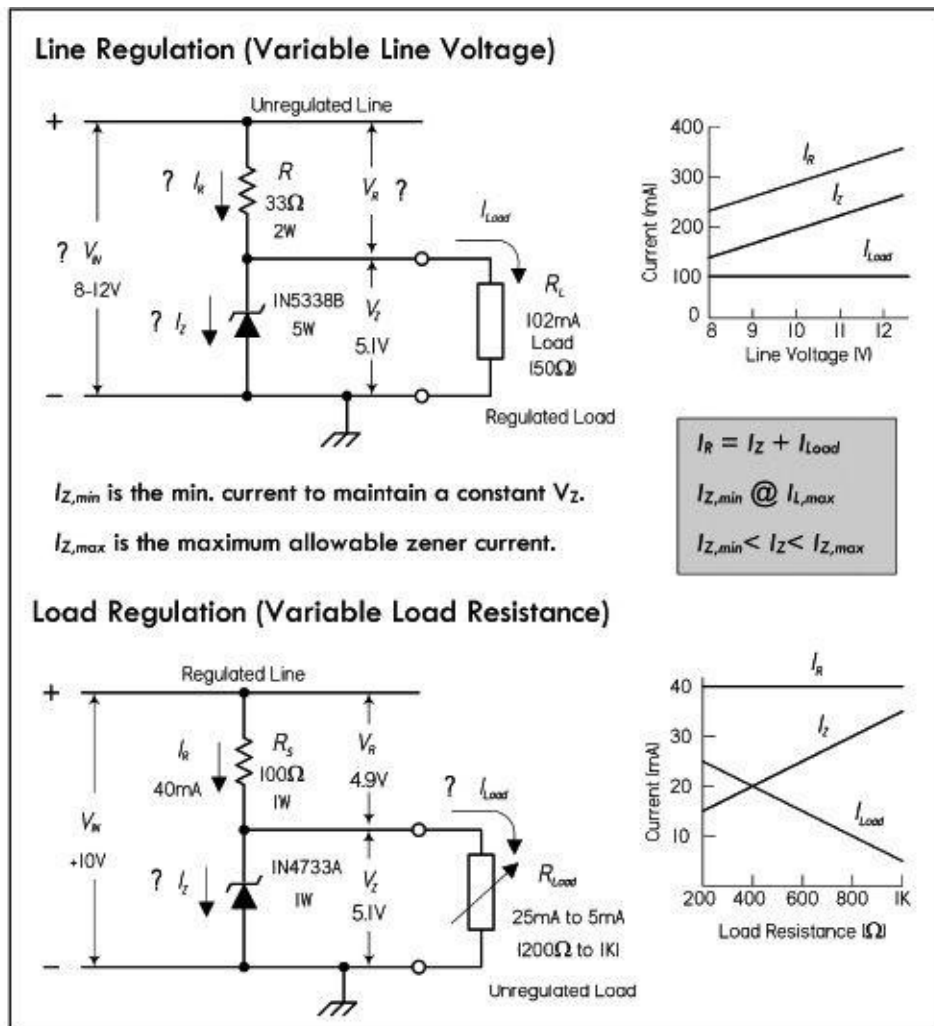 Line Regulation (Variable Line Voltage)
Unregulated Line
+
? I_R
R
33Ω
2W
V_R ?
I_Load
? V_IN
8-12V
? I_Z
IN5338B
5W
V_Z
5.1V
R_L
102mA
Load
(50Ω)
−
Regulated Load
400
300
200
100
0
Current (mA)
I_R
I_Z
I_Load
8 9 10 11 12
Line Voltage (V)
I_Z,min is the min. current to maintain a constant V_Z.
I_Z,max is the maximum allowable zener current.
I_R = I_Z + I_Load
I_Z,min @ I_L,max
I_Z,min < I_Z < I_Z,max
Load Regulation (Variable Load Resistance)
Regulated Line
+
I_R
40mA
R_S
100Ω
1W
V_R
4.9V
? I_Load
V_IN
+10V
? I_Z
IN4733A
1W
V_Z
5.1V
R_Load
25mA to 5mA
(200Ω to 1K)
−
Unregulated Load
40
30
20
10
Current (mA)
I_R
I_Z
I_Load
200 400 600 800 1K
Load Resistance (Ω)